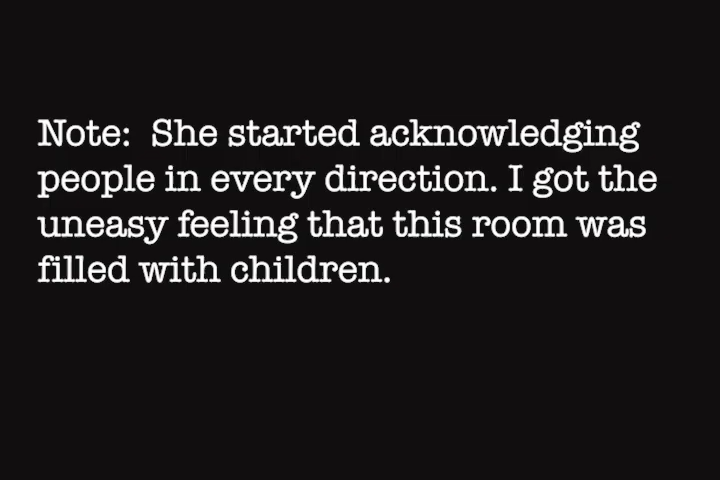 Note:  She started acknowledging
people in every direction. I got the
uneasy feeling that this room was
filled with children.